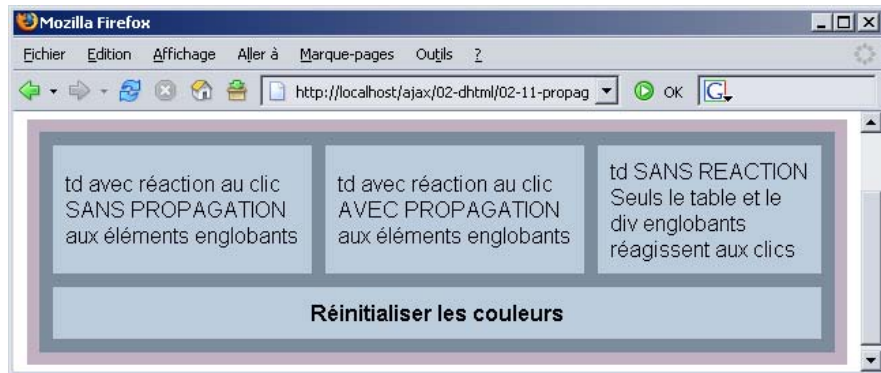 Mozilla Firefox
Fichier Edition Affichage Aller à Marque-pages Outils ?
http://localhost/ajax/02-dhtml/02-11-propag OK G
td avec réaction au clic
SANS PROPAGATION
aux éléments englobants
td avec réaction au clic
AVEC PROPAGATION
aux éléments englobants
td SANS REACTION
Seuls le table et le
div englobants
réagissent aux clics
Réinitialiser les couleurs